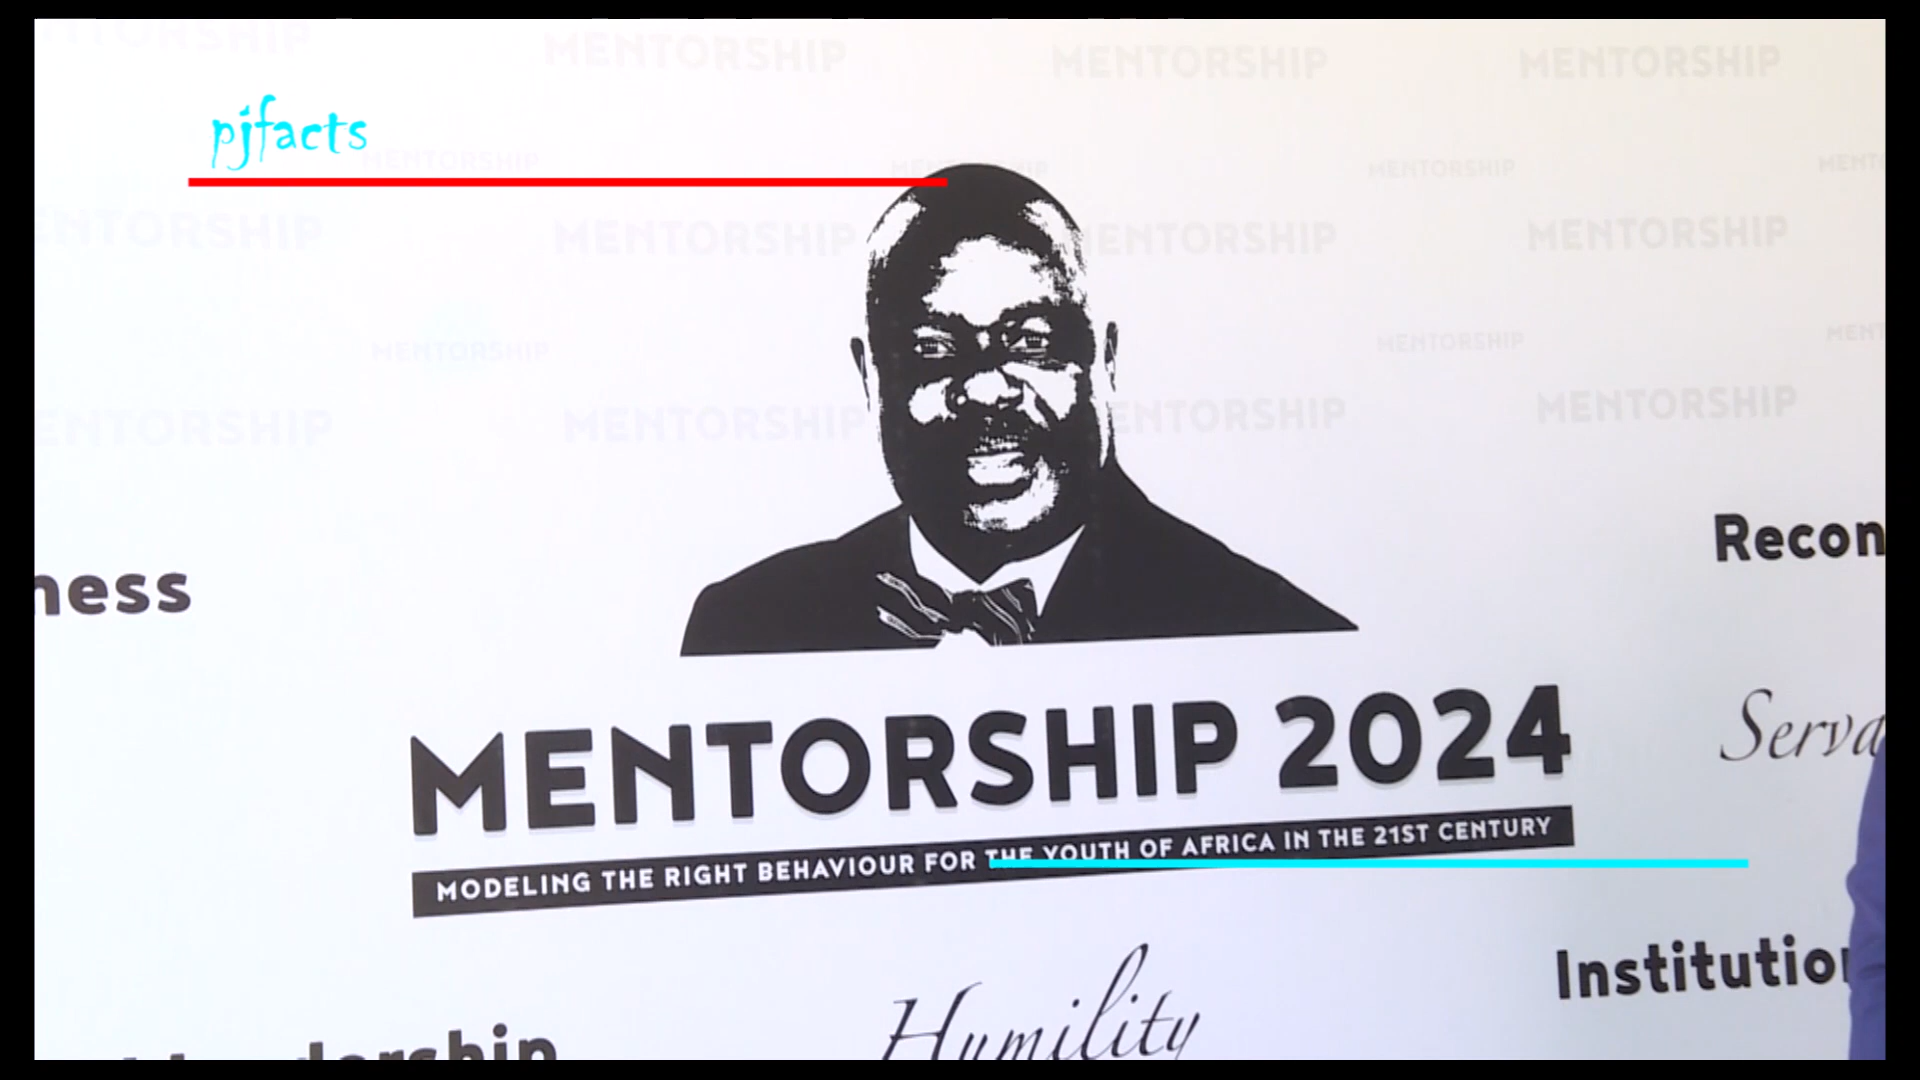 MENTORSHIP MENTORSHIP MENTORSHIP
pjfacts
MENTORSHIP MENTORSHIP
MENTORSHIP MENTORSHIP
MENTORSHIP MENTORSHIP
MENTORSHIP MENTORSHIP
Recon
ness
Serva
MENTORSHIP 2024
MODELING THE RIGHT BEHAVIOUR FOR THE YOUTH OF AFRICA IN THE 21ST CENTURY
Institutio
Humility